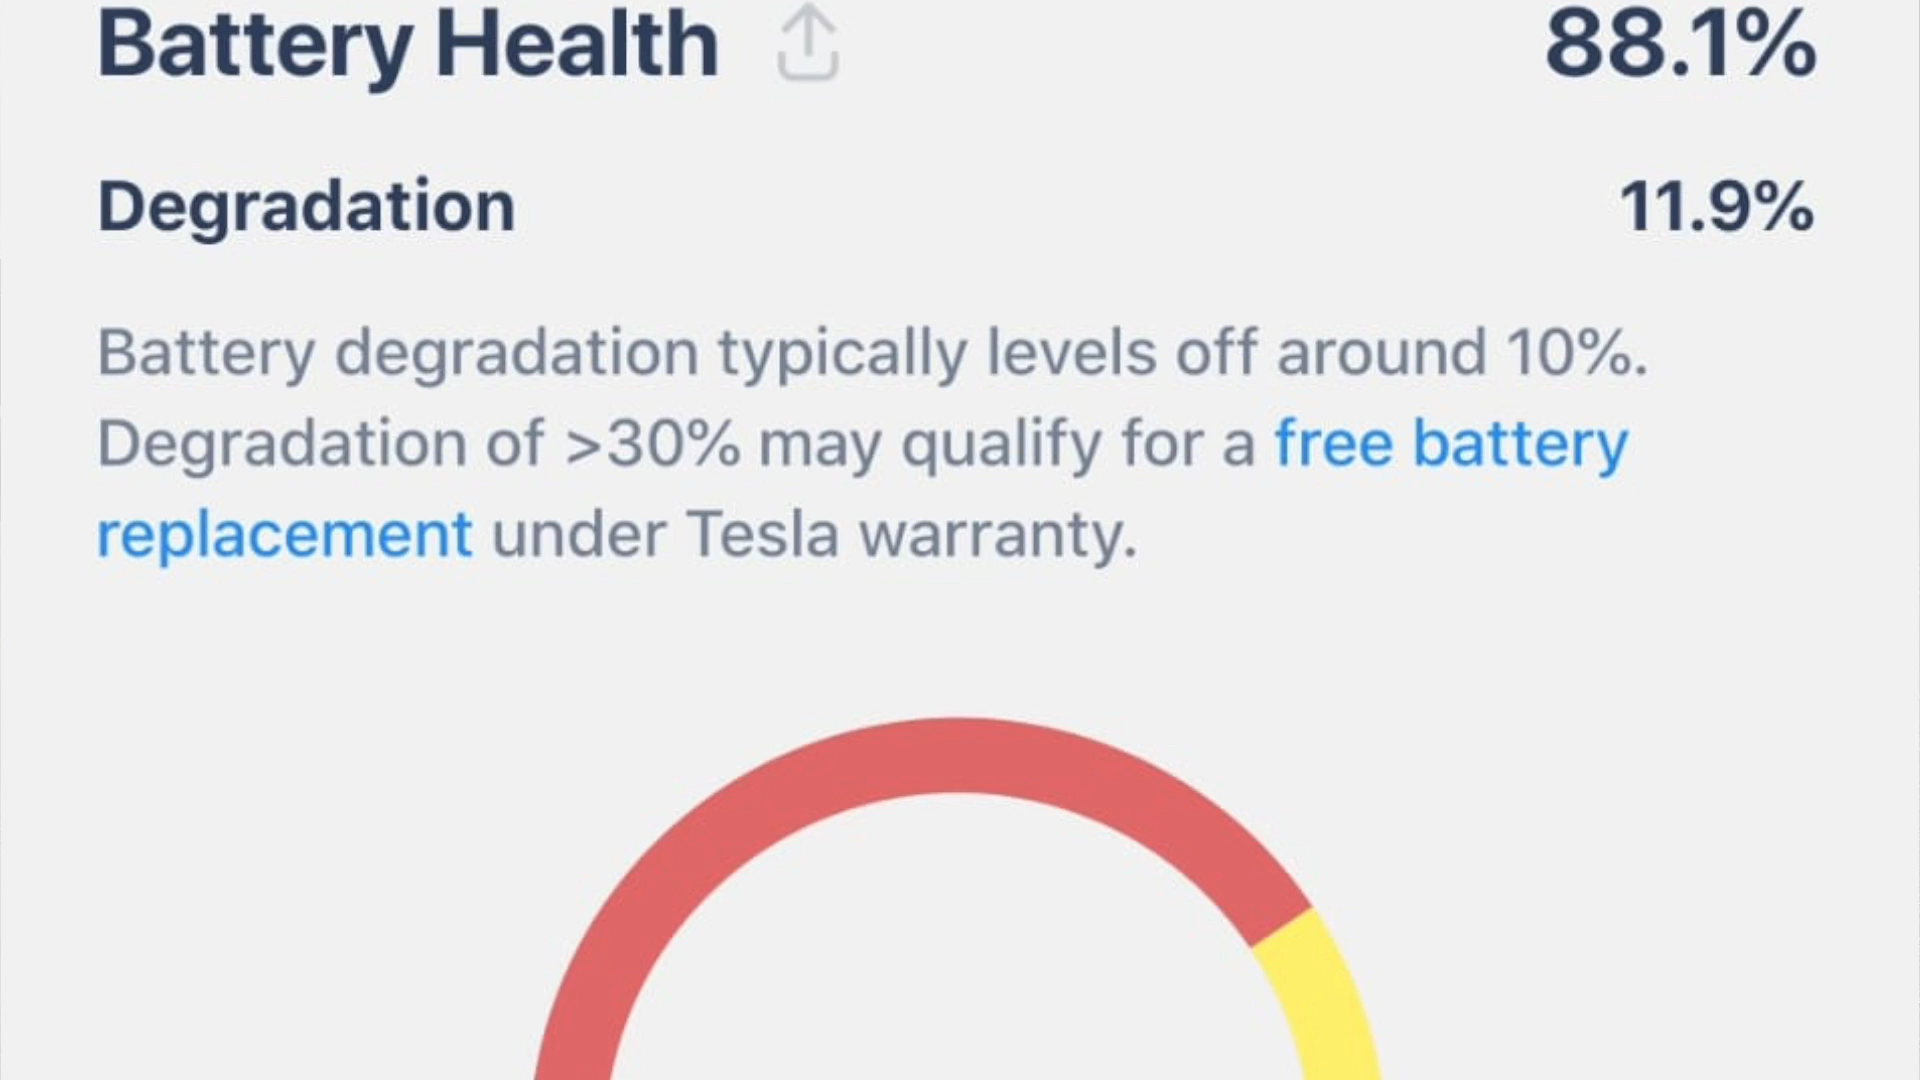 Battery Health 88.1%
Degradation 11.9%
Battery degradation typically levels off around 10%.
Degradation of >30% may qualify for a free battery
replacement under Tesla warranty.